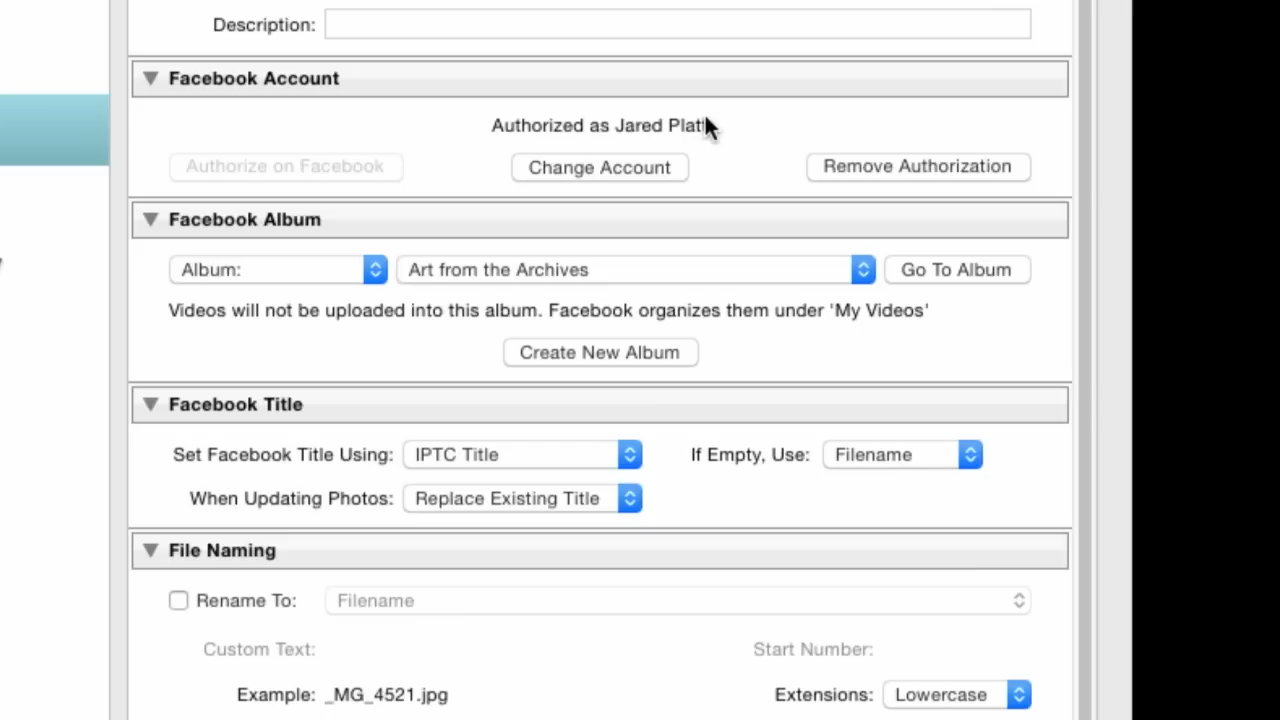 Description:
Facebook Account
Authorized as Jared Platt
Authorize on Facebook Change Account Remove Authorization
Facebook Album
Album: Art from the Archives Go To Album
Videos will not be uploaded into this album. Facebook organizes them under 'My Videos'
Create New Album
Facebook Title
Set Facebook Title Using: IPTC Title If Empty, Use: Filename
When Updating Photos: Replace Existing Title
File Naming
Rename To: Filename
Custom Text: Start Number:
Example: _MG_4521.jpg Extensions: Lowercase